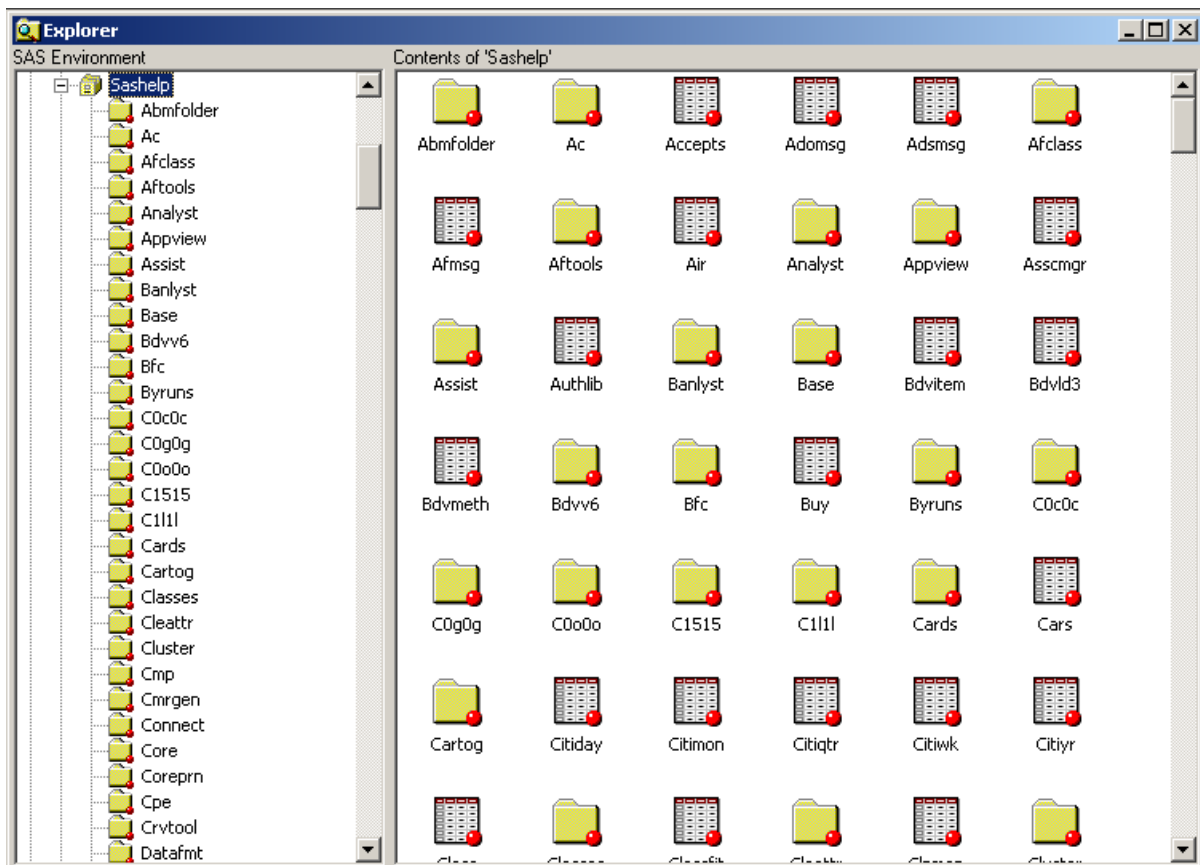 Explorer
SAS Environment
Sashelp
Abmfolder
Ac
Afclass
Aftools
Analyst
Appview
Assist
Banlyst
Base
Bdvv6
Bfc
Byruns
C0c0c
C0g0g
C0o0o
C1515
C1l1l
Cards
Cartog
Classes
Cleattr
Cluster
Cmp
Cmrgen
Connect
Core
Coreprn
Cpe
Crvtool
Datafmt
Contents of 'Sashelp'
Abmfolder Ac Accepts Adomsg Adsmsg Afclass
Afmsg Aftools Air Analyst Appview Asscmgr
Assist Authlib Banlyst Base Bdvitem Bdvld3
Bdvmeth Bdvv6 Bfc Buy Byruns C0c0c
C0g0g C0o0o C1515 C1l1l Cards Cars
Cartog Citiday Citimon Citiqtr Citiwk Citiyr